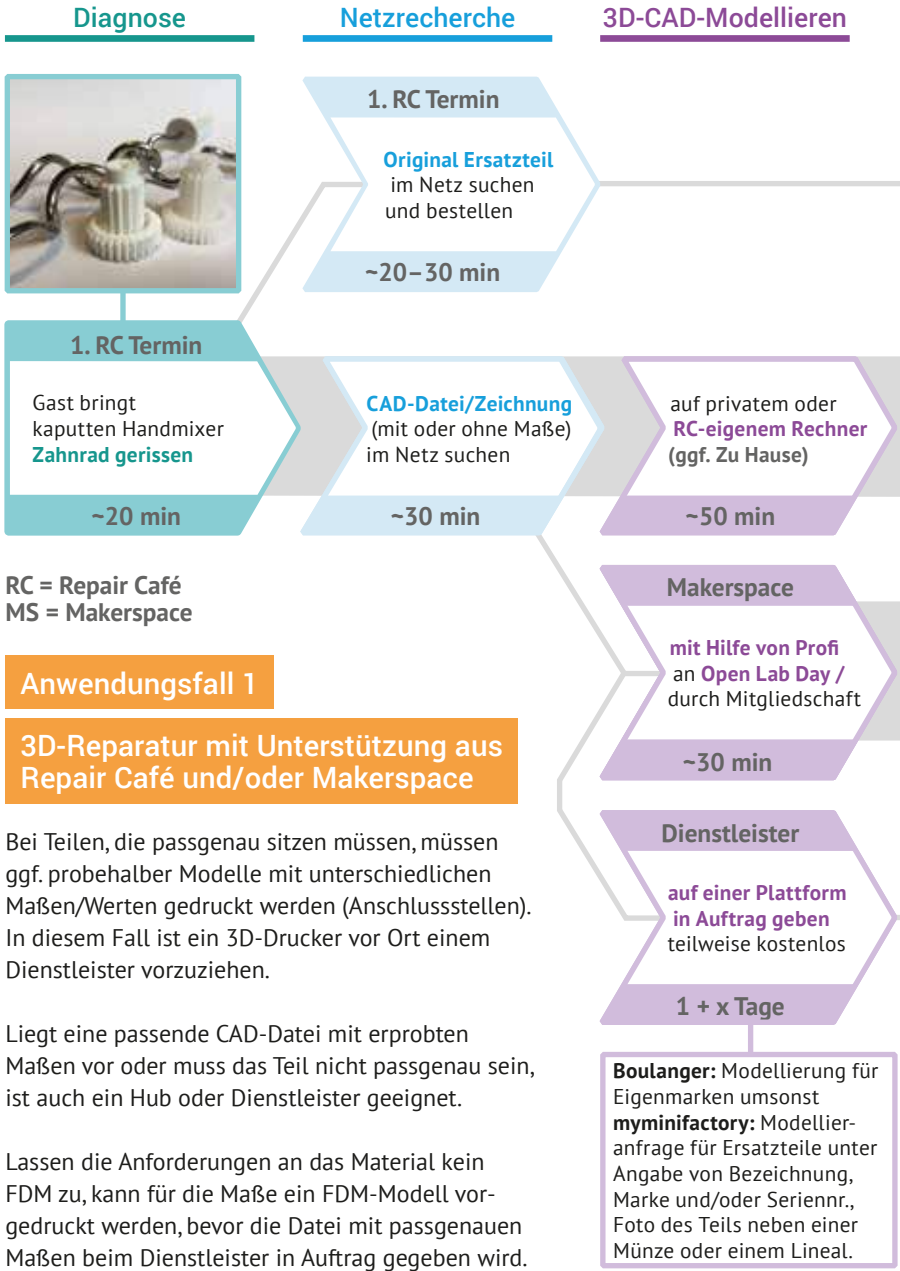 Diagnose
Netzrecherche
3D-CAD-Modellieren
1. RC Termin
Original Ersatzteil
im Netz suchen
und bestellen
~20–30 min
1. RC Termin
Gast bringt
kaputten Handmixer
Zahnrad gerissen
~20 min
CAD-Datei/Zeichnung
(mit oder ohne Maße)
im Netz suchen
~30 min
auf privatem oder
RC-eigenem Rechner
(ggf. Zu Hause)
~50 min
RC = Repair Café
MS = Makerspace
Makerspace
mit Hilfe von Profi
an Open Lab Day /
durch Mitgliedschaft
~30 min
Anwendungsfall 1
3D-Reparatur mit Unterstützung aus
Repair Café und/oder Makerspace
Bei Teilen, die passgenau sitzen müssen, müssen
ggf. probehalber Modelle mit unterschiedlichen
Maßen/Werten gedruckt werden (Anschlussstellen).
In diesem Fall ist ein 3D-Drucker vor Ort einem
Dienstleister vorzuziehen.
Liegt eine passende CAD-Datei mit erprobten
Maßen vor oder muss das Teil nicht passgenau sein,
ist auch ein Hub oder Dienstleister geeignet.
Lassen die Anforderungen an das Material kein
FDM zu, kann für die Maße ein FDM-Modell vor-
gedruckt werden, bevor die Datei mit passgenauen
Maßen beim Dienstleister in Auftrag gegeben wird.
Dienstleister
auf einer Plattform
in Auftrag geben
teilweise kostenlos
1 + x Tage
Boulanger: Modellierung für
Eigenmarken umsonst
myminifactory: Modellier-
anfrage für Ersatzteile unter
Angabe von Bezeichnung,
Marke und/oder Seriennr.,
Foto des Teils neben einer
Münze oder einem Lineal.